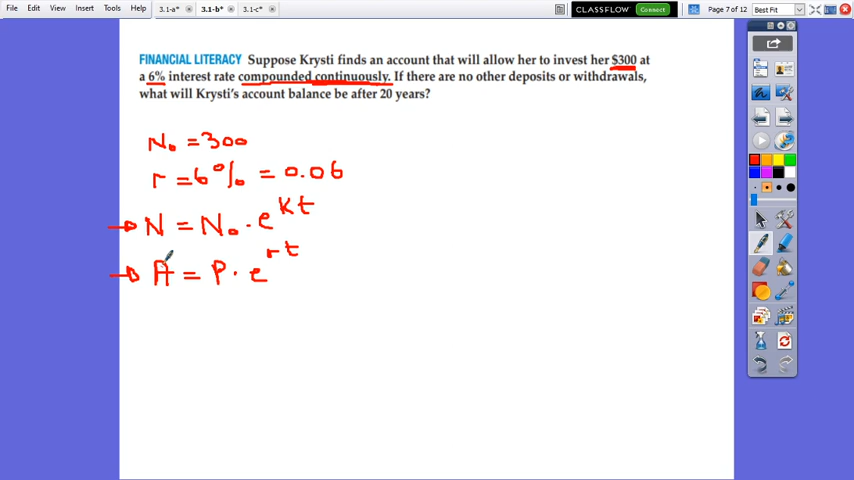 File Edit View Insert Tools Help 3.1-a* 3.1-b* 3.1-c* CLASSFLOW Connect Page 7 of 12 Best Fit
FINANCIAL LITERACY Suppose Krysti finds an account that will allow her to invest her $300 at
a 6% interest rate compounded continuously. If there are no other deposits or withdrawals,
what will Krysti's account balance be after 20 years?
N₀ = 300
r = 6% = 0.06
N = N₀ · e^kt
A = P · e^rt